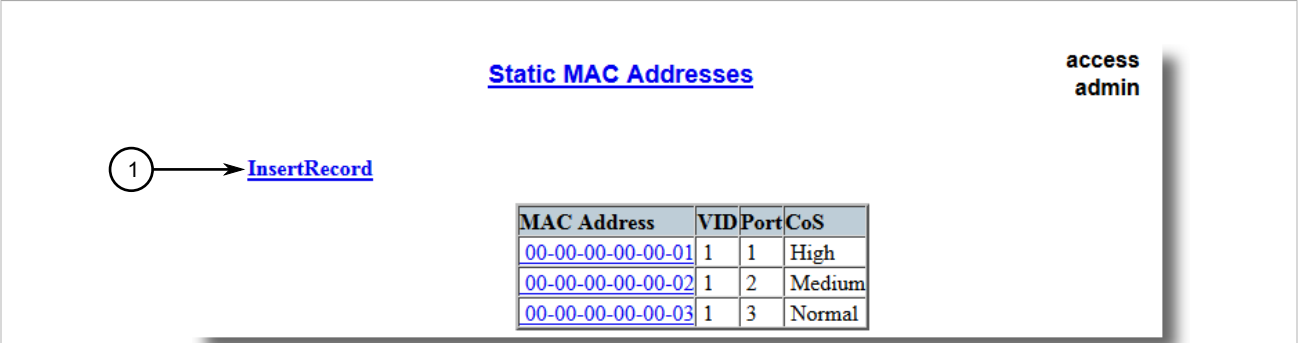 Static MAC Addresses
access
admin
1
InsertRecord
MAC Address VID Port CoS
00-00-00-00-00-01 1 1 High
00-00-00-00-00-02 1 2 Medium
00-00-00-00-00-03 1 3 Normal